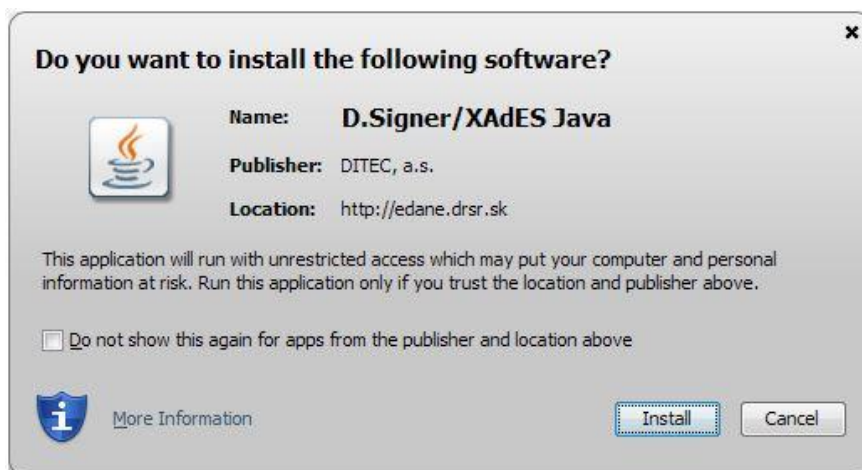 Do you want to install the following software?
Name: D.Signer/XAdES Java
Publisher: DITEC, a.s.
Location: http://edane.drsr.sk
This application will run with unrestricted access which may put your computer and personal
information at risk. Run this application only if you trust the location and publisher above.
Do not show this again for apps from the publisher and location above
More Information
Install
Cancel